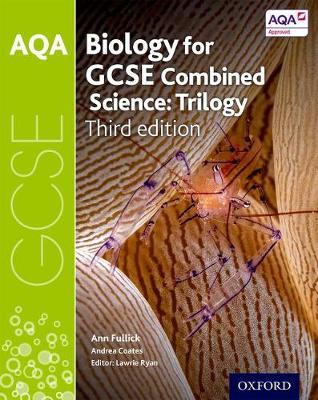 AQA
Biology for
GCSE Combined
Science: Trilogy
Third edition
AQA
Approved
GCSE
Ann Fullick
Andrea Coates
Editor: Lawrie Ryan
OXFORD